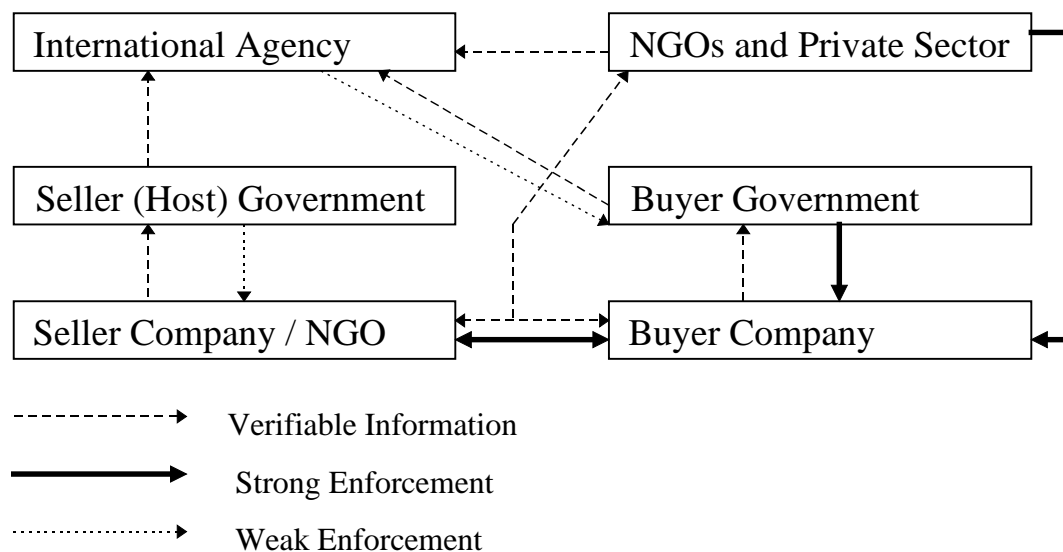 International Agency
NGOs and Private Sector
Seller (Host) Government
Buyer Government
Seller Company / NGO
Buyer Company
Verifiable Information
Strong Enforcement
Weak Enforcement